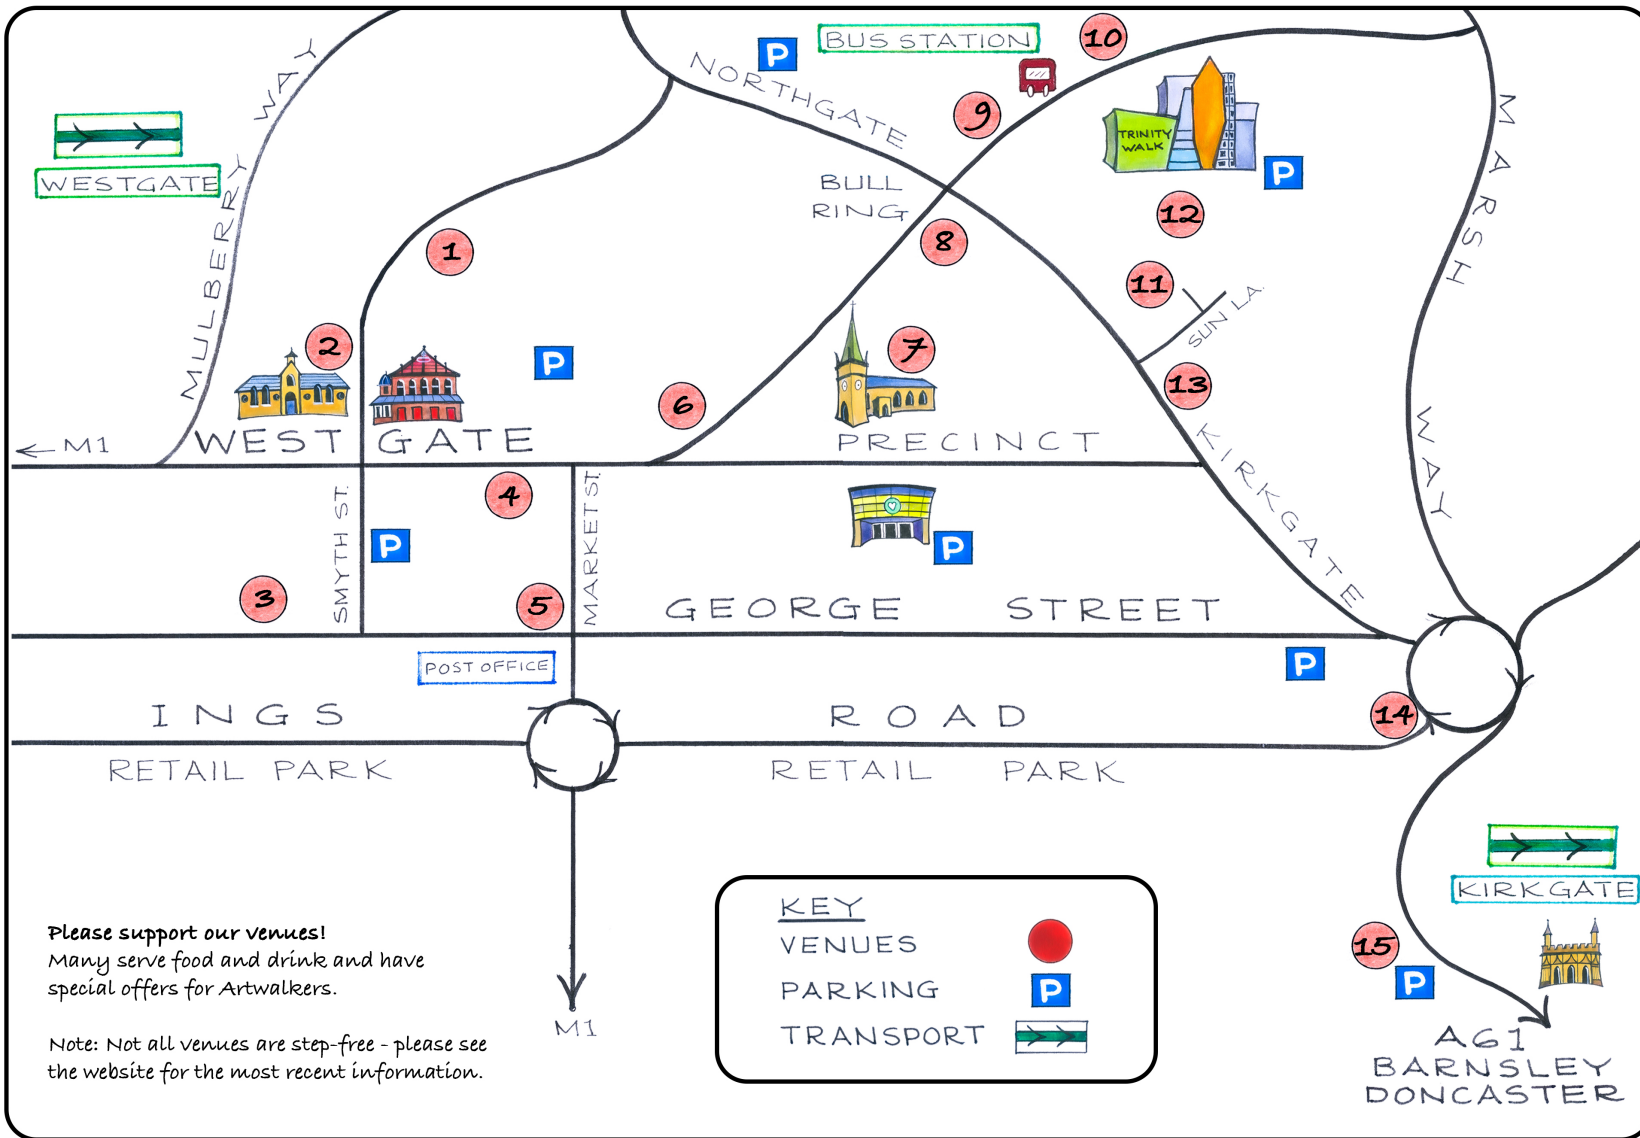 MULBERRY WAY
WESTGATE
← M1
WESTGATE
P
BUS STATION
10
NORTHGATE
9
BULL
RING
8
TRINITY
WALK
P
12
11
SUN LA.
13
MARSH WAY
1
2
P
6
7
PRECINCT
KIRKGATE
SMYTH ST.
P
4
MARKET ST.
P
3
5
GEORGE STREET
POST OFFICE
P
14
INGS ROAD
RETAIL PARK
RETAIL PARK
M1
KIRKGATE
15
P
A61
BARNSLEY
DONCASTER
Please support our venues!
Many serve food and drink and have
special offers for Artwalkers.
Note: Not all venues are step-free - please see
the website for the most recent information.
KEY
VENUES
PARKING P
TRANSPORT